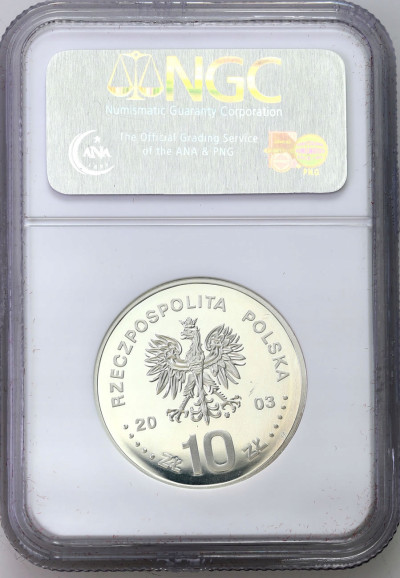 NGC
Numismatic Guaranty Corporation
The Official Grading Service
of the ANA & PNG
ANA
PNG
RZECZPOSPOLITA POLSKA
20 03
ZŁ 10 ZŁ